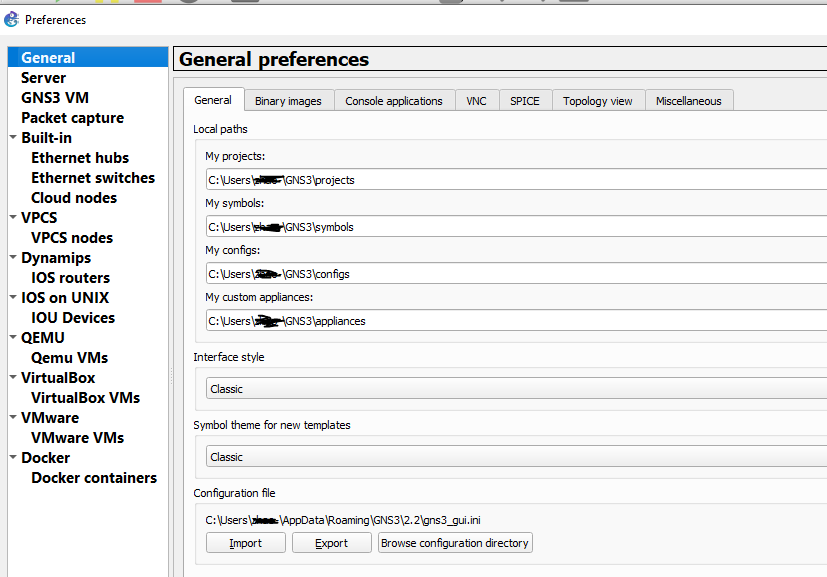 Preferences
General
Server
GNS3 VM
Packet capture
Built-in
Ethernet hubs
Ethernet switches
Cloud nodes
VPCS
VPCS nodes
Dynamips
IOS routers
IOS on UNIX
IOU Devices
QEMU
Qemu VMs
VirtualBox
VirtualBox VMs
VMware
VMware VMs
Docker
Docker containers
General preferences
General Binary images Console applications VNC SPICE Topology view Miscellaneous
Local paths
My projects:
C:\Users\ \GNS3\projects
My symbols:
C:\Users\ \GNS3\symbols
My configs:
C:\Users\ \GNS3\configs
My custom appliances:
C:\Users\ \GNS3\appliances
Interface style
Classic
Symbol theme for new templates
Classic
Configuration file
C:\Users\ \AppData\Roaming\GNS3\2.2\gns3_gui.ini
Import Export Browse configuration directory